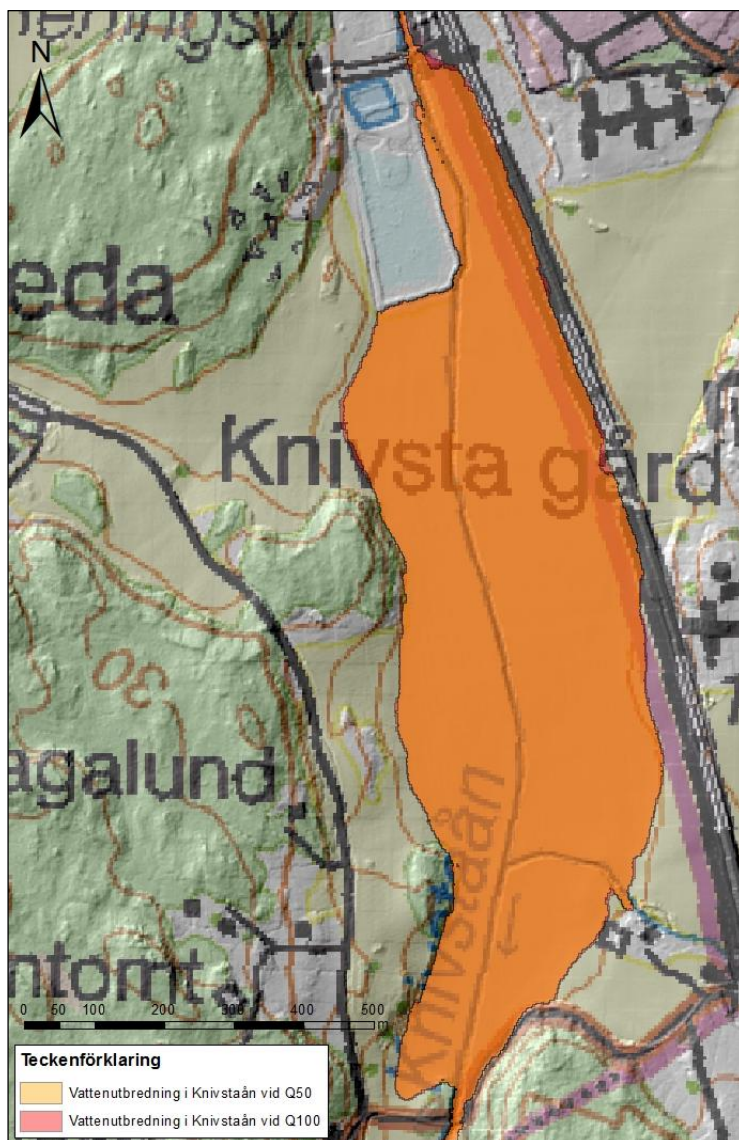 N
eda
Knivsta gård
30
agalund
Knivstaån
ntomt
0 50 100 200 300 400 500
m
Teckenförklaring
Vattenutbredning i Knivstaån vid Q50
Vattenutbredning i Knivstaån vid Q100